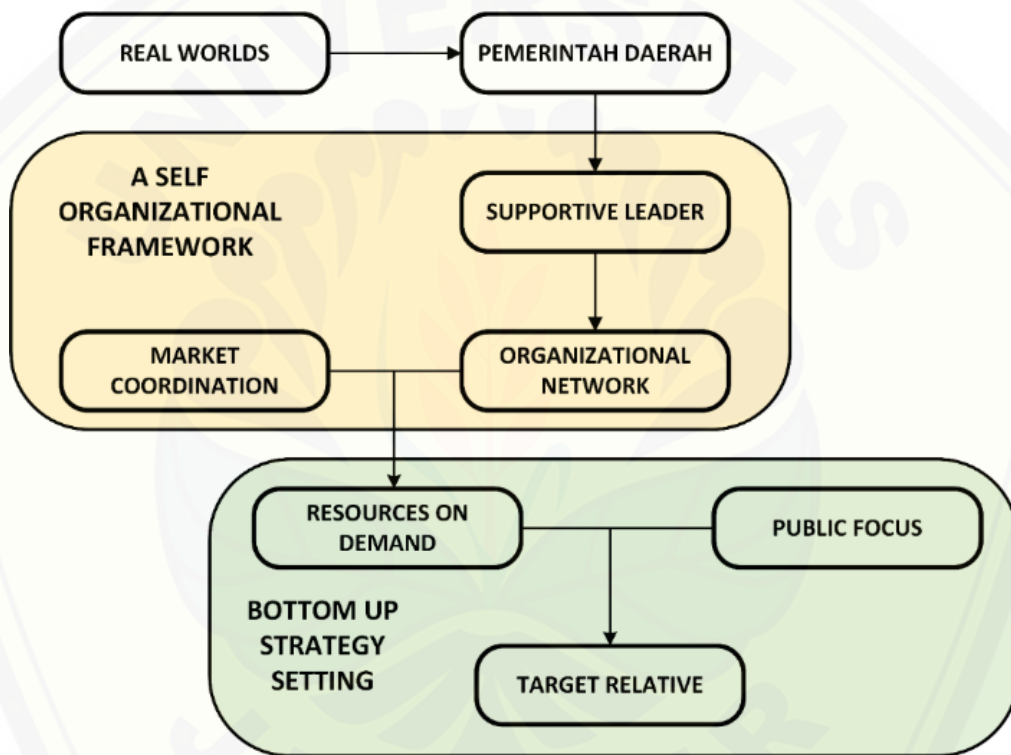 REAL WORLDS
PEMERINTAH DAERAH
A SELF
ORGANIZATIONAL
FRAMEWORK
SUPPORTIVE LEADER
MARKET
COORDINATION
ORGANIZATIONAL
NETWORK
RESOURCES ON
DEMAND
PUBLIC FOCUS
BOTTOM UP
STRATEGY
SETTING
TARGET RELATIVE
UNIVERSITAS